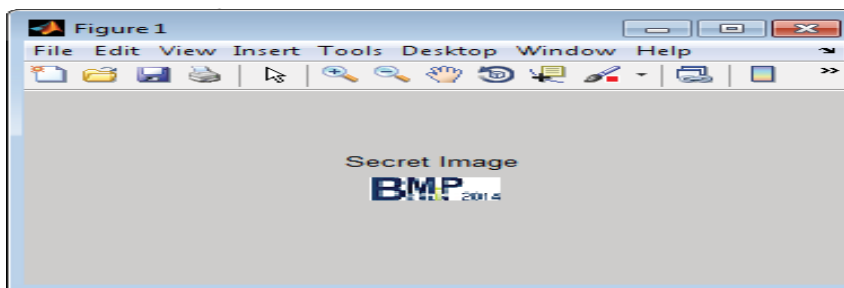 Figure 1
File Edit View Insert Tools Desktop Window Help
Secret Image
BMP 2014